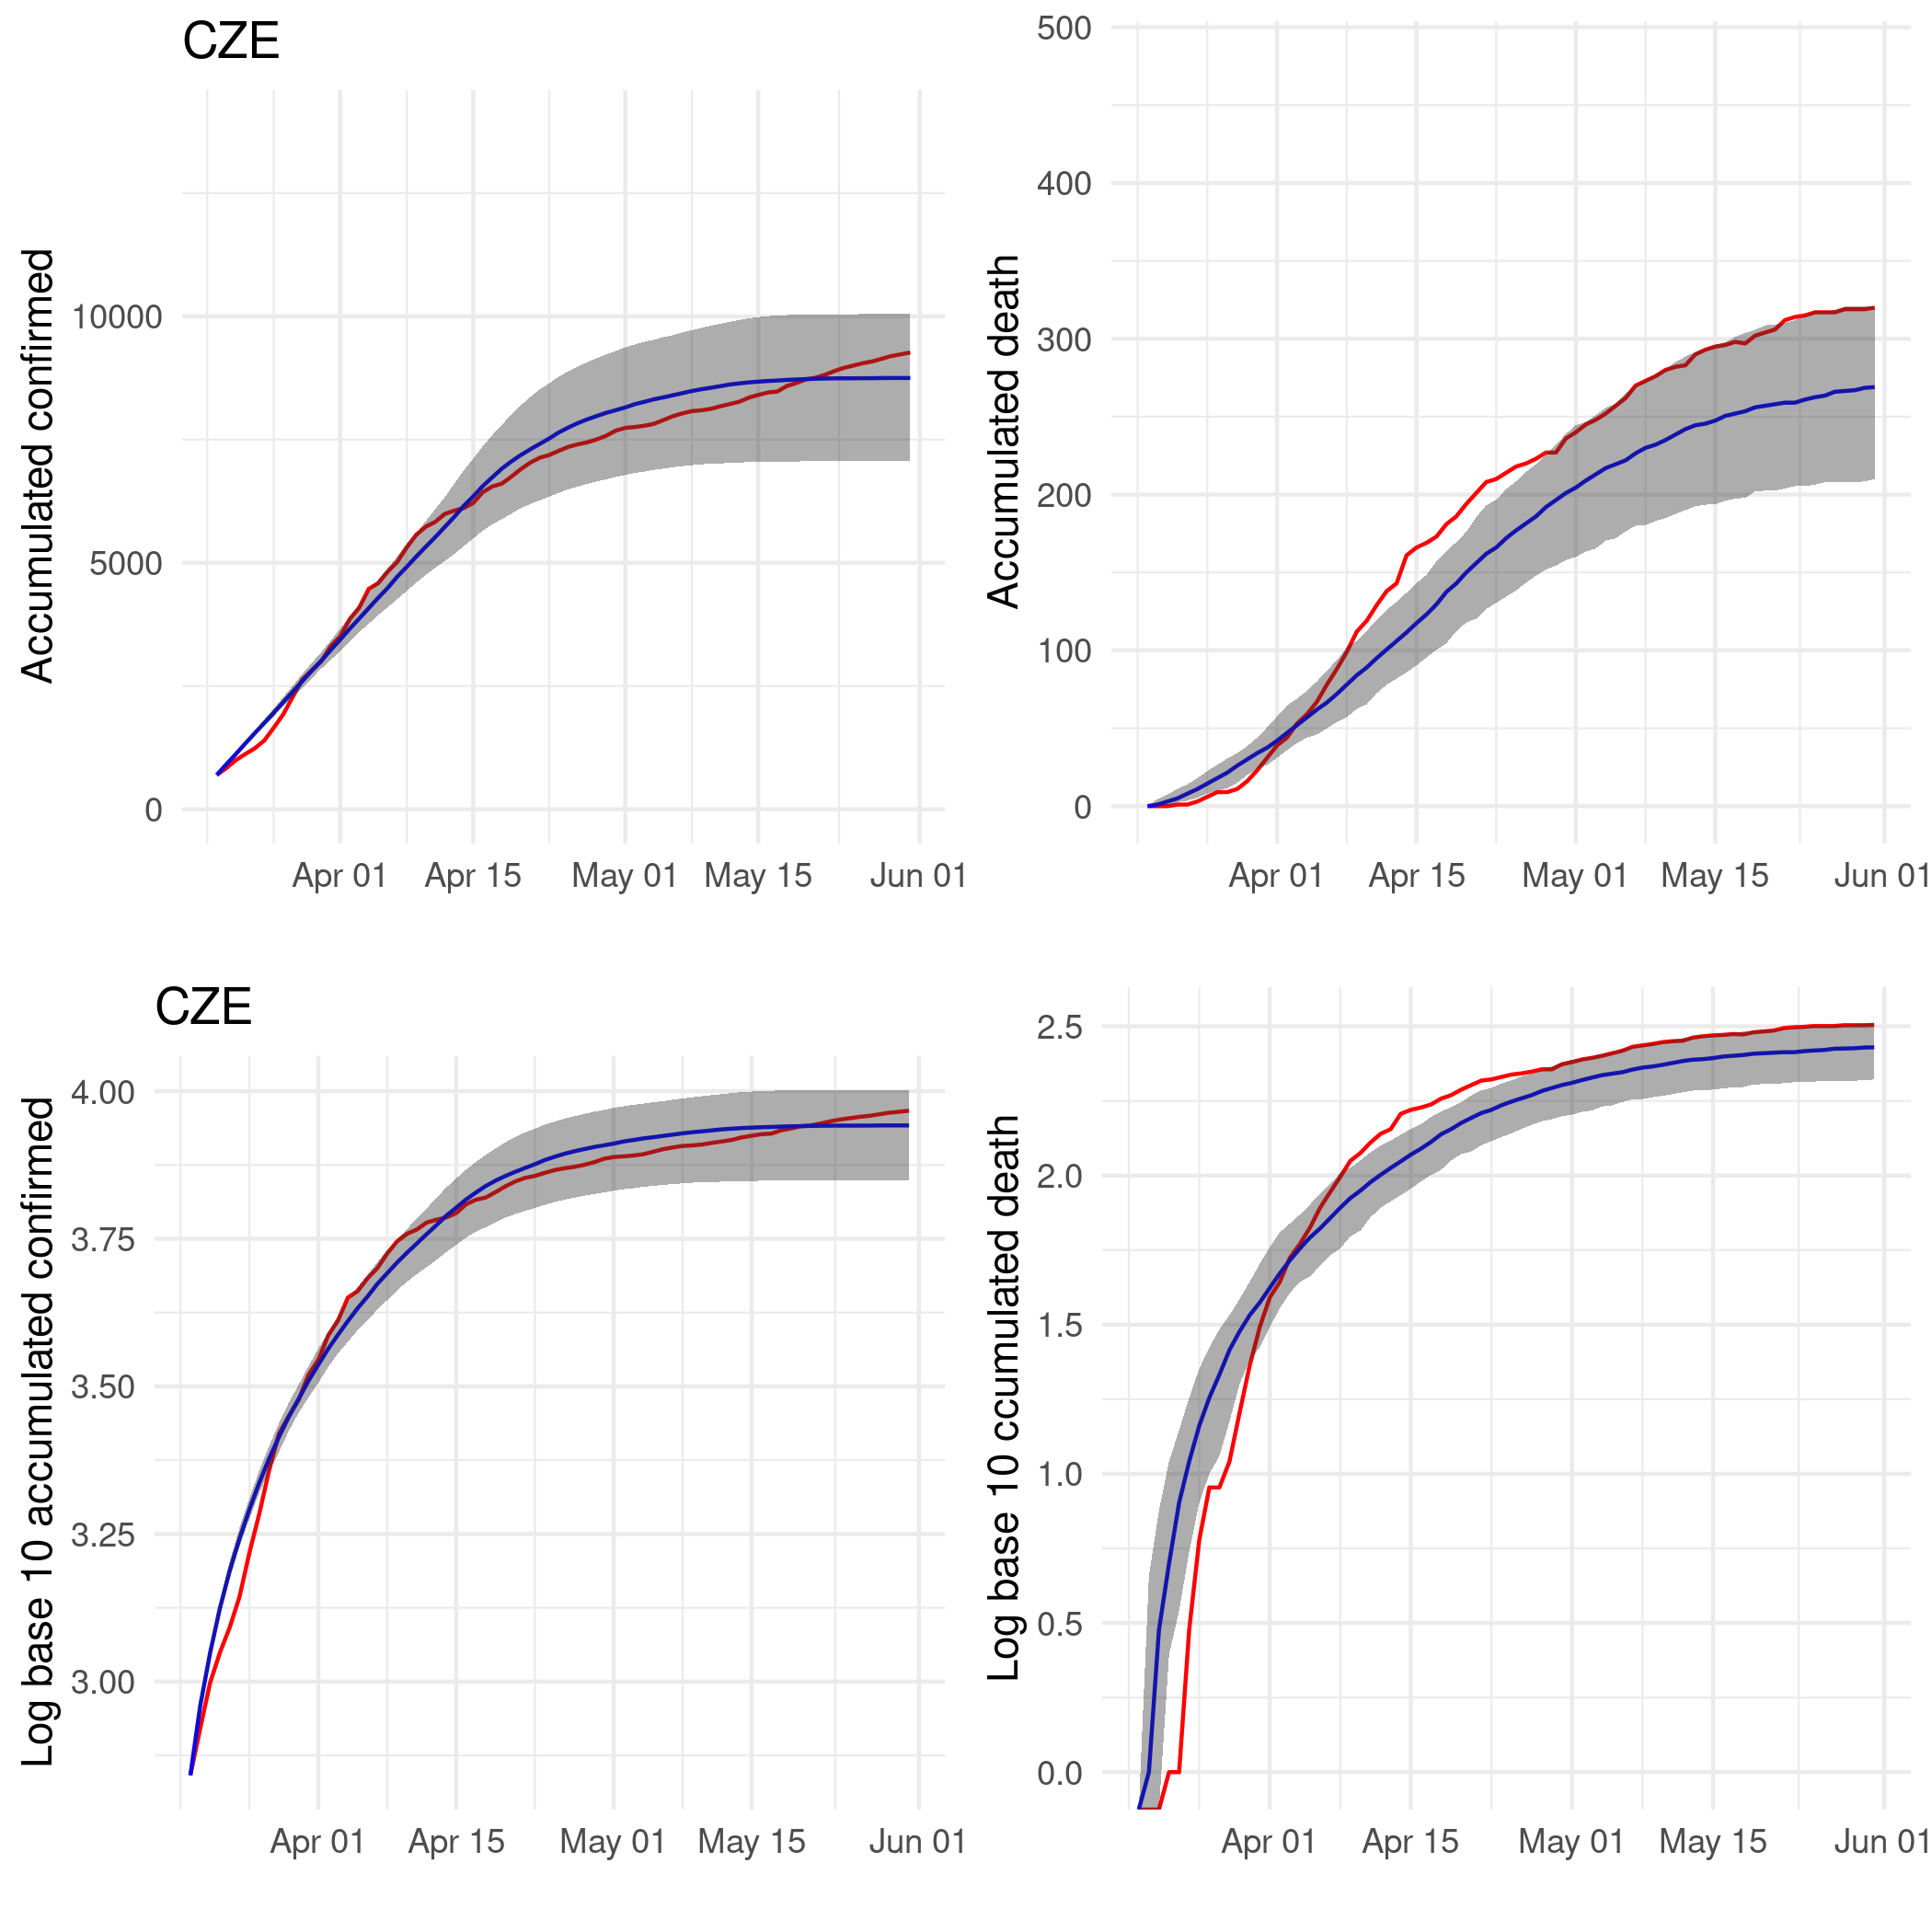 CZE
Accumulated confirmed
10000
5000
0
Apr 01 Apr 15 May 01 May 15 Jun 01
Accumulated death
500
400
300
200
100
0
Apr 01 Apr 15 May 01 May 15 Jun 01
CZE
Log base 10 accumulated confirmed
4.00
3.75
3.50
3.25
3.00
Apr 01 Apr 15 May 01 May 15 Jun 01
Log base 10 ccumulated death
2.5
2.0
1.5
1.0
0.5
0.0
Apr 01 Apr 15 May 01 May 15 Jun 01